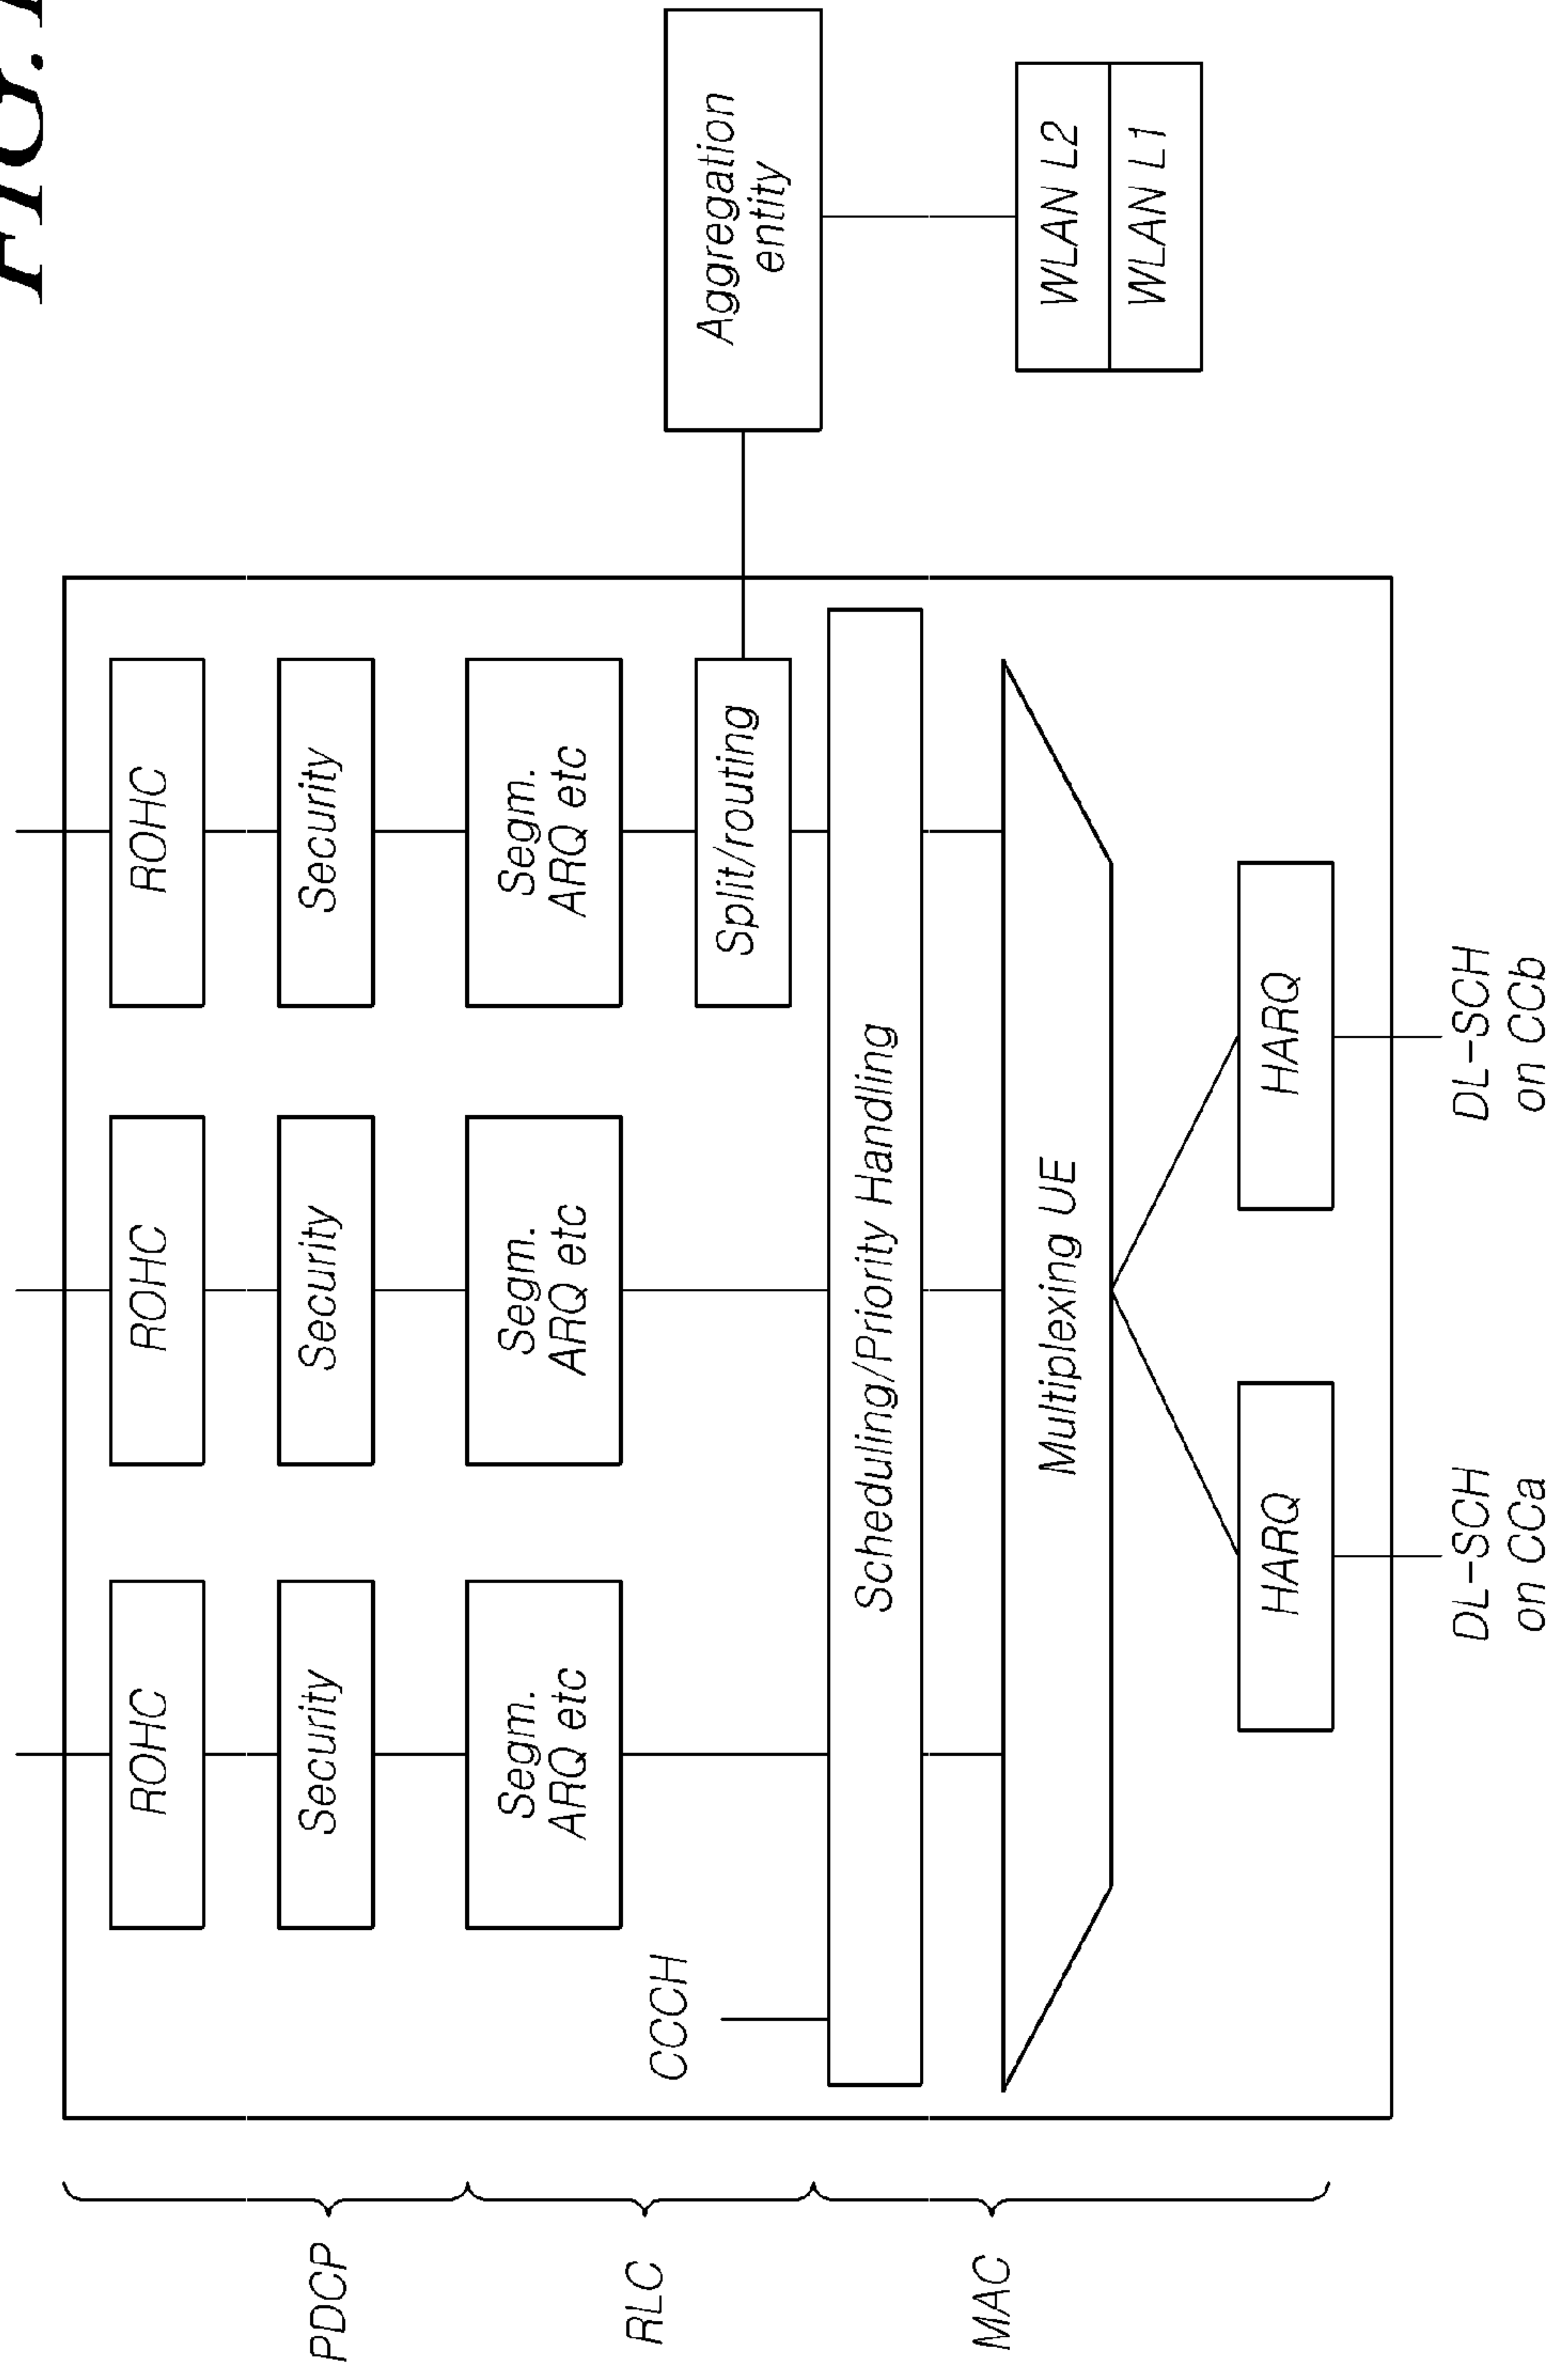 ROHC
ROHC
ROHC
Security
Security
Security
PDCP
Segm.
ARQ etc
Segm.
ARQ etc
Segm.
ARQ etc
RLC
CCCH
Split/routing
Aggregation
entity
Scheduling/Priority Handling
MAC
Multiplexing UE
WLAN L2
WLAN L1
HARQ
HARQ
DL-SCH
on CCa
DL-SCH
on CCb